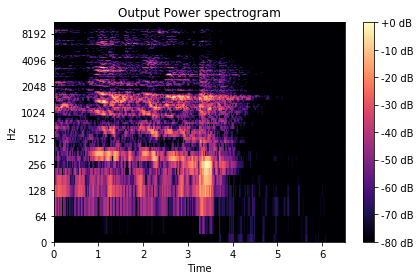 Output Power spectrogram
8192
4096
2048
1024
512
256
128
64
0
Hz
0 1 2 3 4 5 6
Time
+0 dB
-10 dB
-20 dB
-30 dB
-40 dB
-50 dB
-60 dB
-70 dB
-80 dB